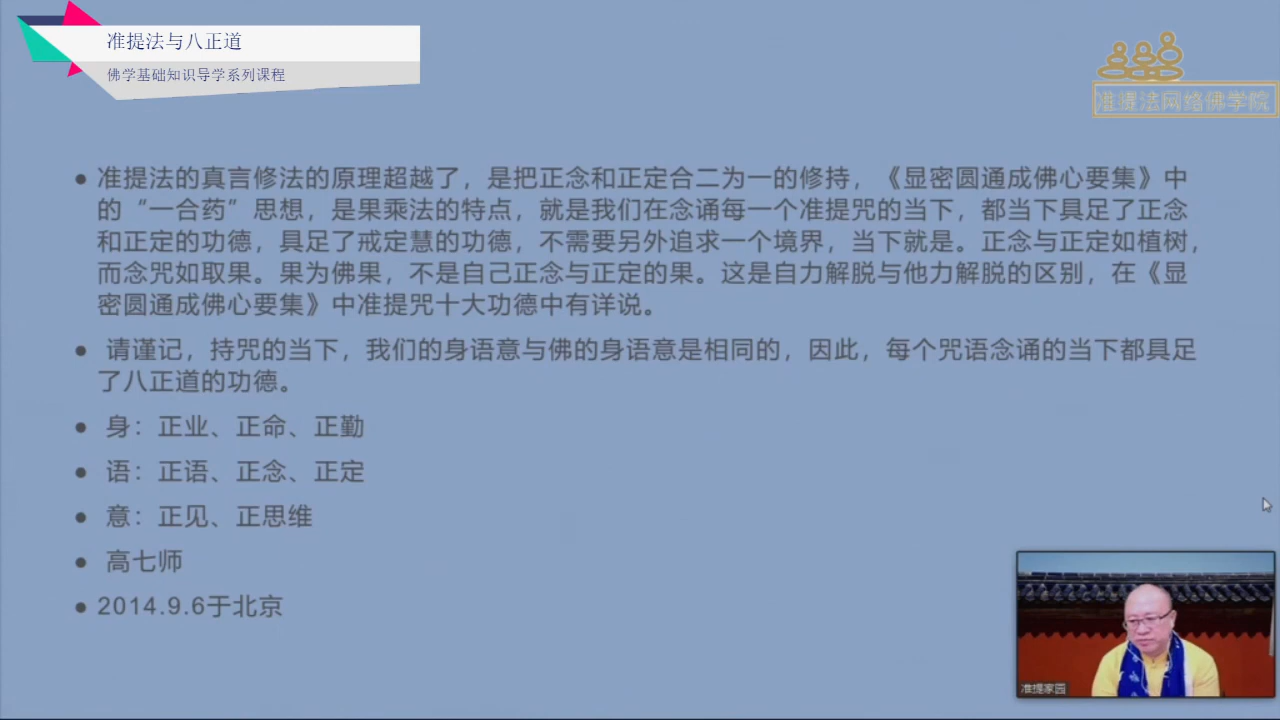 准提法与八正道
佛学基础知识导学系列课程
准提法网络佛学院
● 准提法的真言修法的原理超越了，是把正念和正定合二为一的修持，《显密圆通成佛心要集》中
的“一合药”思想，是果乘法的特点，就是我们在念诵每一个准提咒的当下，都当下具足了正念
和正定的功德，具足了戒定慧的功德，不需要另外追求一个境界，当下就是。正念与正定如植树，
而念咒如取果。果为佛果，不是自己正念与正定的果。这是自力解脱与他力解脱的区别，在《显
密圆通成佛心要集》中准提咒十大功德中有详说。
● 请谨记，持咒的当下，我们的身语意与佛的身语意是相同的，因此，每个咒语念诵的当下都具足
了八正道的功德。
● 身：正业、正命、正勤
● 语：正语、正念、正定
● 意：正见、正思维
● 高七师
● 2014.9.6于北京
准提家园